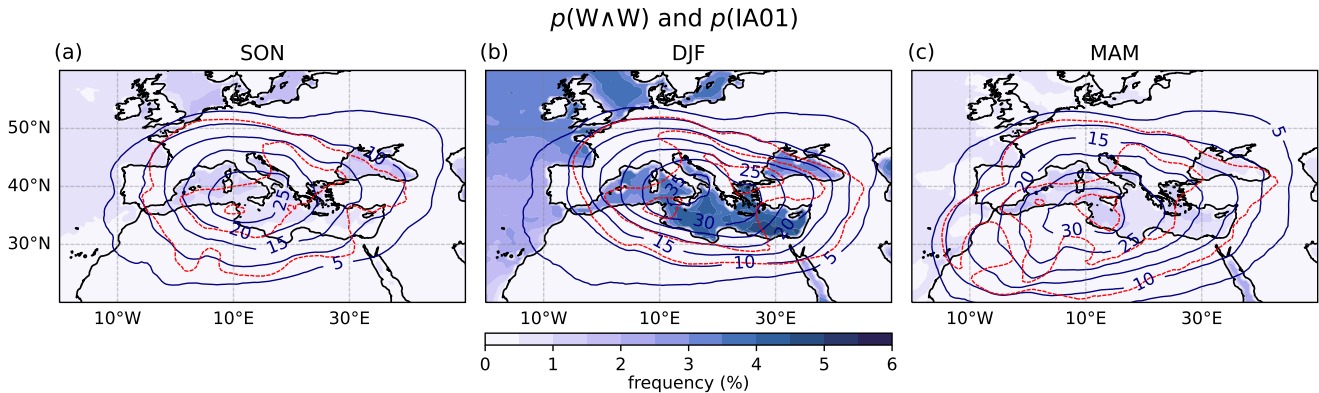 p(W∧W) and p(IA01)
(a) SON (b) DJF (c) MAM
50°N
40°N
30°N
10 25 20 15 5
25 35 30 20 15 10 5
5 15 20 30 25 10
10°W 10°E 30°E 10°W 10°E 30°E 10°W 10°E 30°E
0 1 2 3 4 5 6
frequency (%)